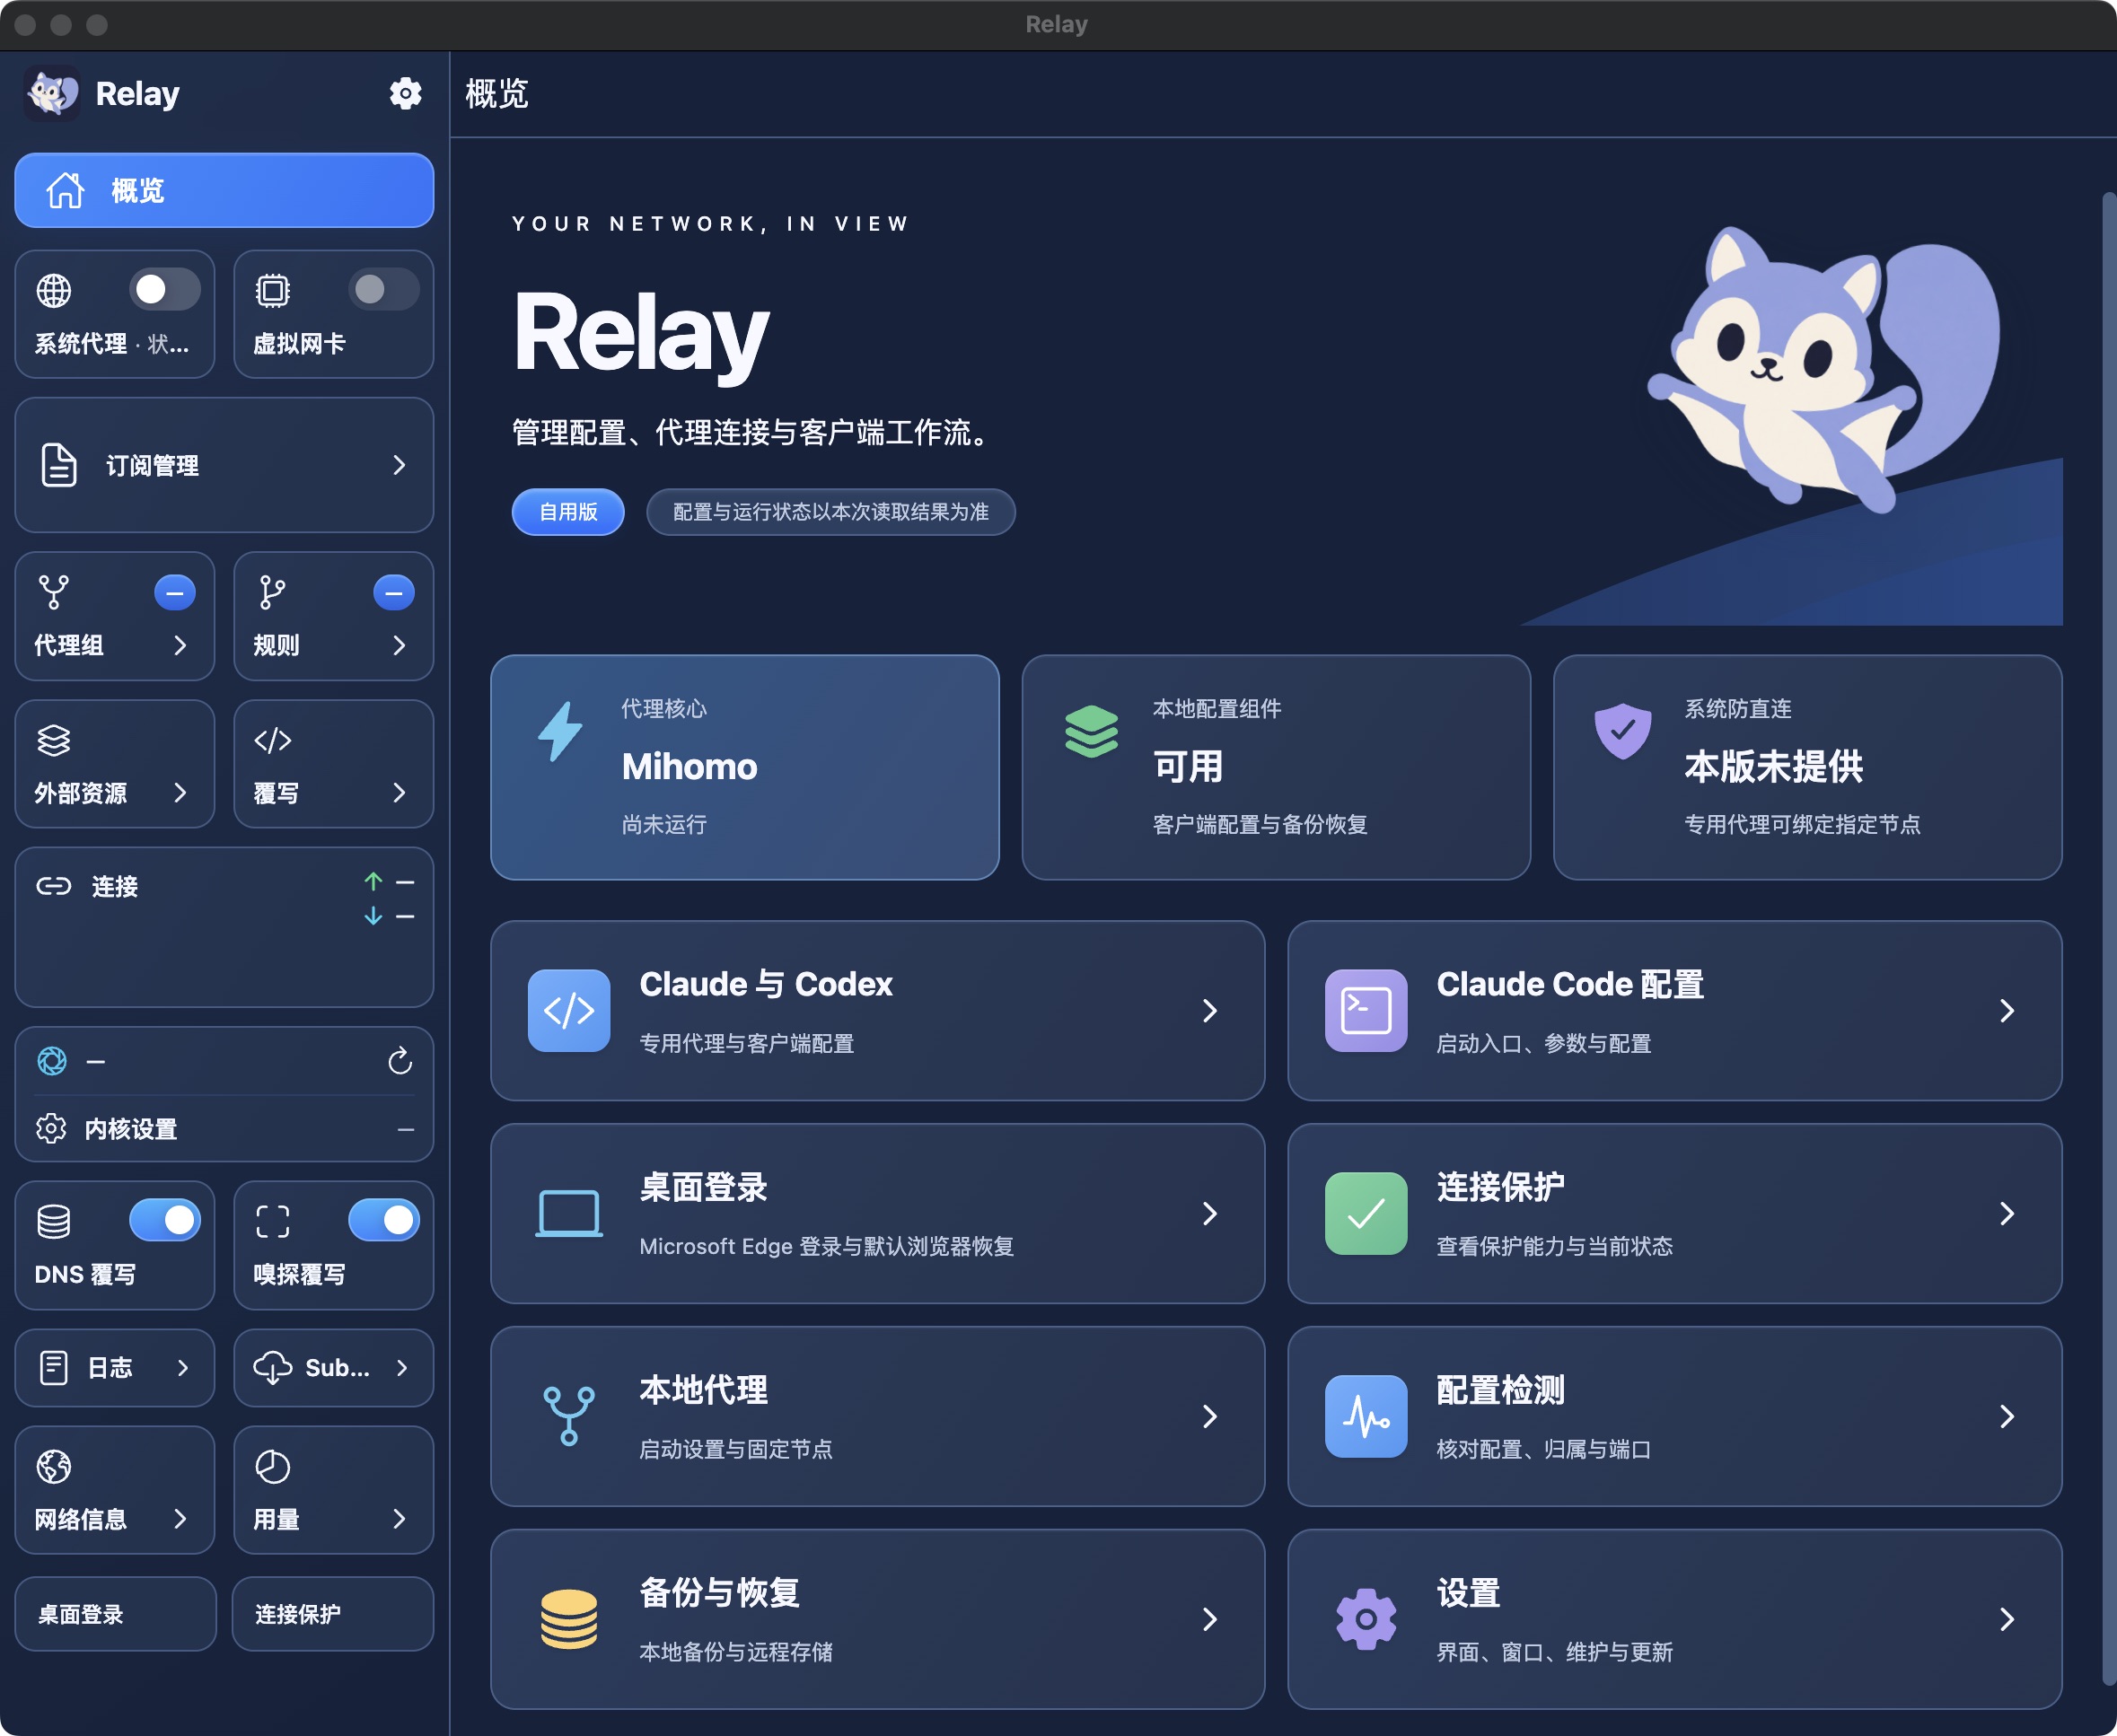 Relay
Relay
概览
概览
系统代理 · 状...
虚拟网卡
订阅管理
代理组
规则
外部资源
覆写
连接
—
—
—
内核设置
—
DNS 覆写
嗅探覆写
日志
Sub...
网络信息
用量
桌面登录
连接保护
YOUR NETWORK, IN VIEW
Relay
管理配置、代理连接与客户端工作流。
自用版
配置与运行状态以本次读取结果为准
代理核心
Mihomo
尚未运行
本地配置组件
可用
客户端配置与备份恢复
系统防直连
本版未提供
专用代理可绑定指定节点
Claude 与 Codex
专用代理与客户端配置
Claude Code 配置
启动入口、参数与配置
桌面登录
Microsoft Edge 登录与默认浏览器恢复
连接保护
查看保护能力与当前状态
本地代理
启动设置与固定节点
配置检测
核对配置、归属与端口
备份与恢复
本地备份与远程存储
设置
界面、窗口、维护与更新